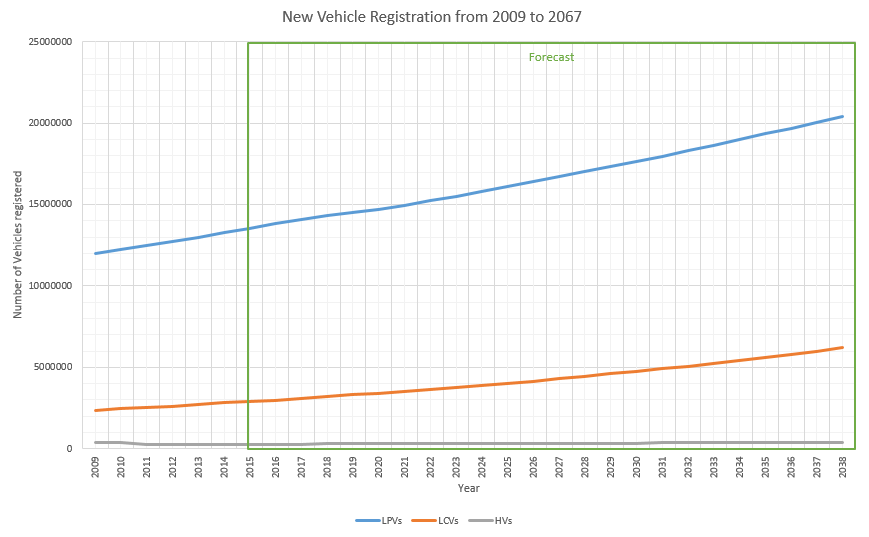 New Vehicle Registration from 2009 to 2067
25000000
Forecast
20000000
15000000
10000000
5000000
0
Number of Vehicles registered
2009 2010 2011 2012 2013 2014 2015 2016 2017 2018 2019 2020 2021 2022 2023 2024 2025 2026 2027 2028 2029 2030 2031 2032 2033 2034 2035 2036 2037 2038
Year
LPVs LCVs HVs